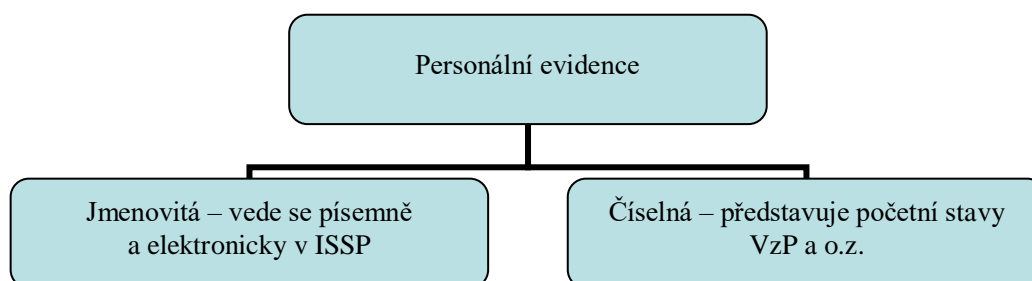 Personální evidence
Jmenovitá – vede se písemně
a elektronicky v ISSP
Číselná – představuje početní stavy
VzP a o.z.